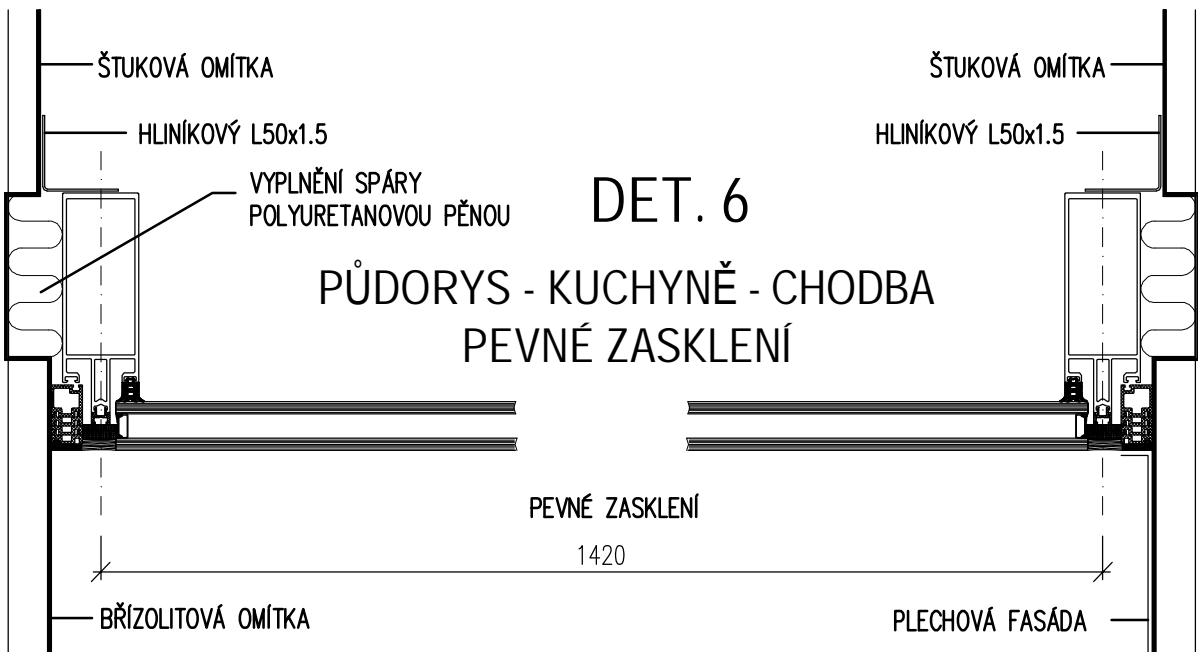 ŠTUKOVÁ OMÍTKA
ŠTUKOVÁ OMÍTKA
HLINÍKOVÝ L50x1.5
HLINÍKOVÝ L50x1.5
VYPLNĚNÍ SPÁRY
POLYURETANOVOU PĚNOU
DET. 6
PŮDORYS - KUCHYNĚ - CHODBA
PEVNÉ ZASKLENÍ
PEVNÉ ZASKLENÍ
1420
BŘÍZOLITOVÁ OMÍTKA
PLECHOVÁ FASÁDA